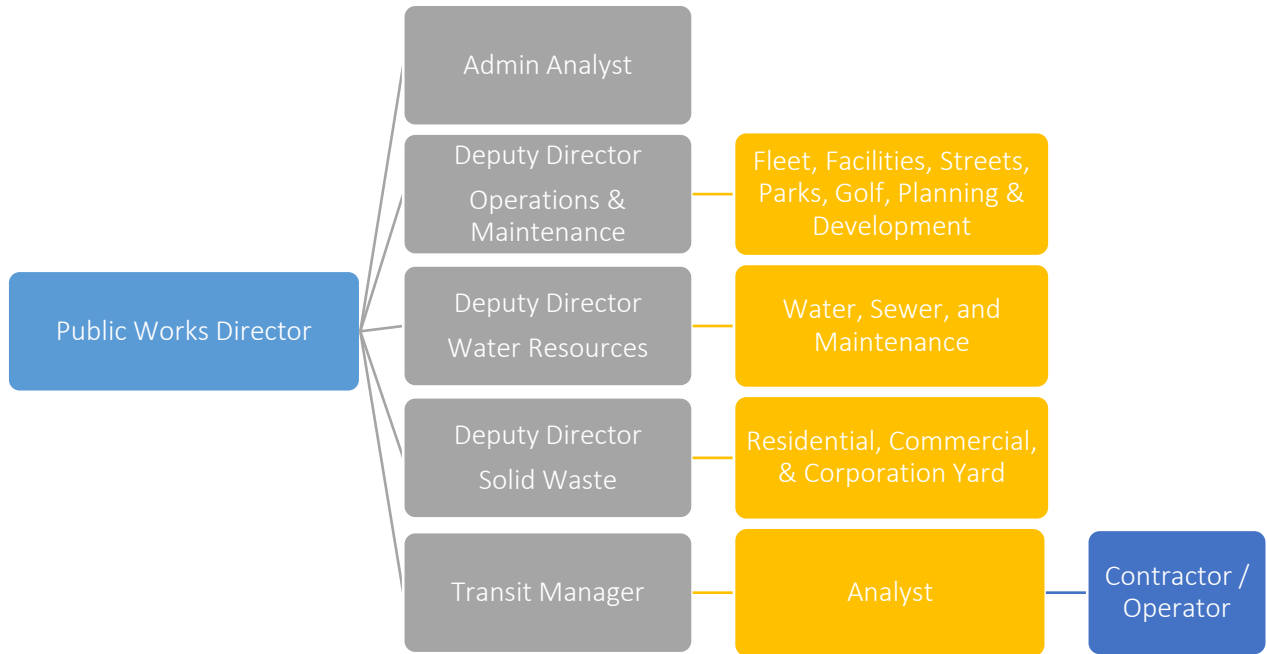 Public Works Director
Admin Analyst
Deputy Director
Operations &
Maintenance
Fleet, Facilities, Streets,
Parks, Golf, Planning &
Development
Deputy Director
Water Resources
Water, Sewer, and
Maintenance
Deputy Director
Solid Waste
Residential, Commercial,
& Corporation Yard
Transit Manager
Analyst
Contractor /
Operator